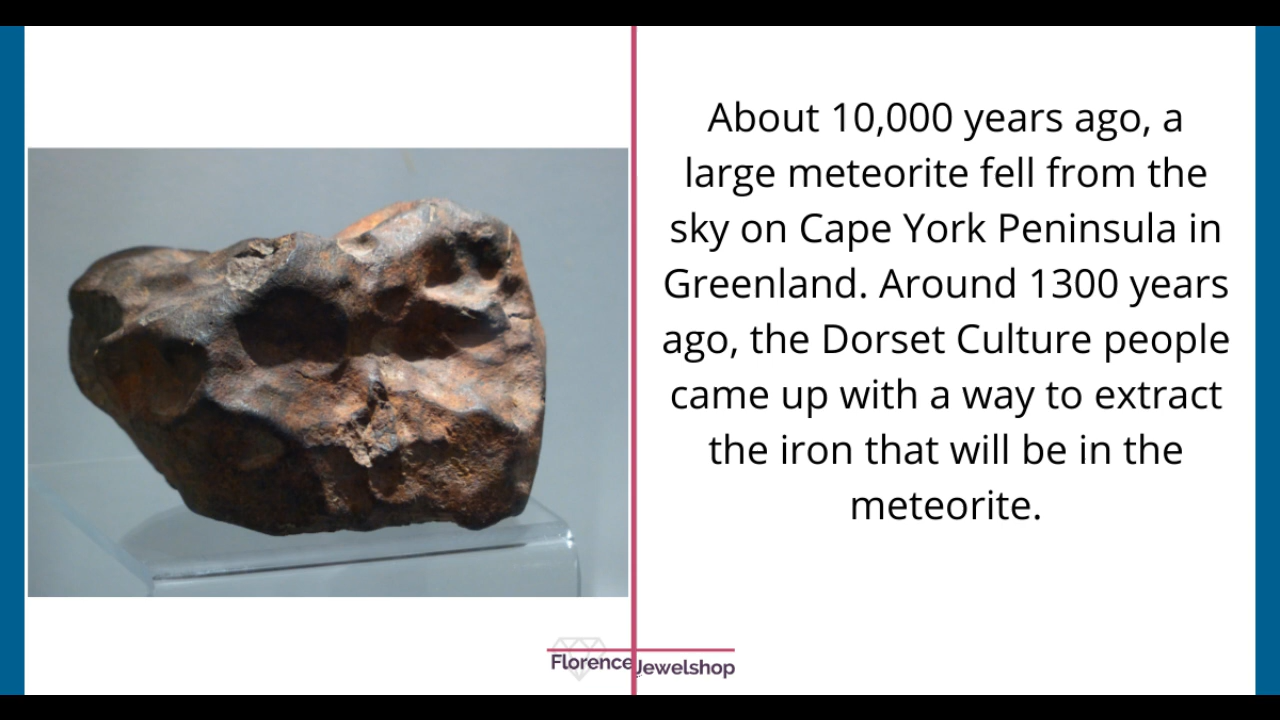 About 10,000 years ago, a
large meteorite fell from the
sky on Cape York Peninsula in
Greenland. Around 1300 years
ago, the Dorset Culture people
came up with a way to extract
the iron that will be in the
meteorite.
Florence Jewelshop